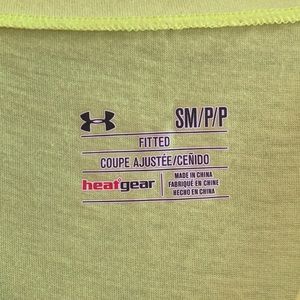 SM/P/P
FITTED
COUPE AJUSTÉE/CEÑIDO
heatgear
MADE IN CHINA
FABRIQUÉ EN CHINE
HECHO EN CHINA